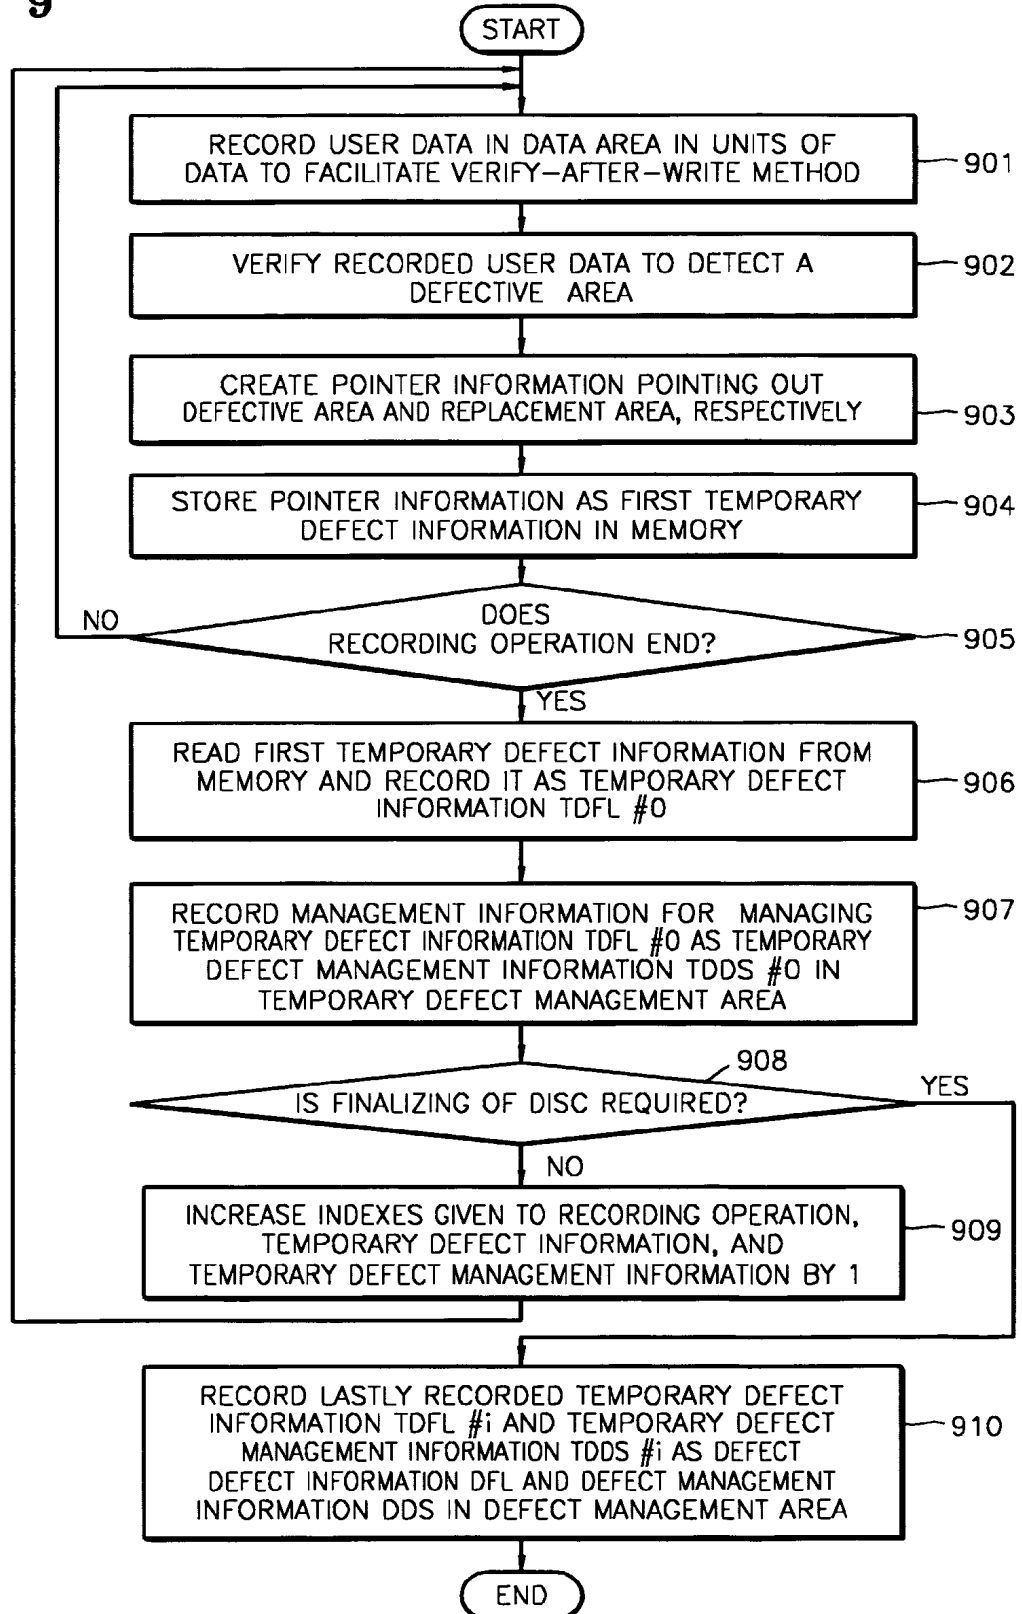 9
START
RECORD USER DATA IN DATA AREA IN UNITS OF
DATA TO FACILITATE VERIFY-AFTER-WRITE METHOD
901
VERIFY RECORDED USER DATA TO DETECT A
DEFECTIVE AREA
902
CREATE POINTER INFORMATION POINTING OUT
DEFECTIVE AREA AND REPLACEMENT AREA, RESPECTIVELY
903
STORE POINTER INFORMATION AS FIRST TEMPORARY
DEFECT INFORMATION IN MEMORY
904
NO
DOES
RECORDING OPERATION END?
905
YES
READ FIRST TEMPORARY DEFECT INFORMATION FROM
MEMORY AND RECORD IT AS TEMPORARY DEFECT
INFORMATION TDFL #0
906
RECORD MANAGEMENT INFORMATION FOR MANAGING
TEMPORARY DEFECT INFORMATION TDFL #0 AS TEMPORARY
DEFECT MANAGEMENT INFORMATION TDDS #0 IN
TEMPORARY DEFECT MANAGEMENT AREA
907
908
IS FINALIZING OF DISC REQUIRED?
YES
NO
INCREASE INDEXES GIVEN TO RECORDING OPERATION,
TEMPORARY DEFECT INFORMATION, AND
TEMPORARY DEFECT MANAGEMENT INFORMATION BY 1
909
RECORD LASTLY RECORDED TEMPORARY DEFECT
INFORMATION TDFL #i AND TEMPORARY DEFECT
MANAGEMENT INFORMATION TDDS #i AS DEFECT
DEFECT INFORMATION DFL AND DEFECT MANAGEMENT
INFORMATION DDS IN DEFECT MANAGEMENT AREA
910
END